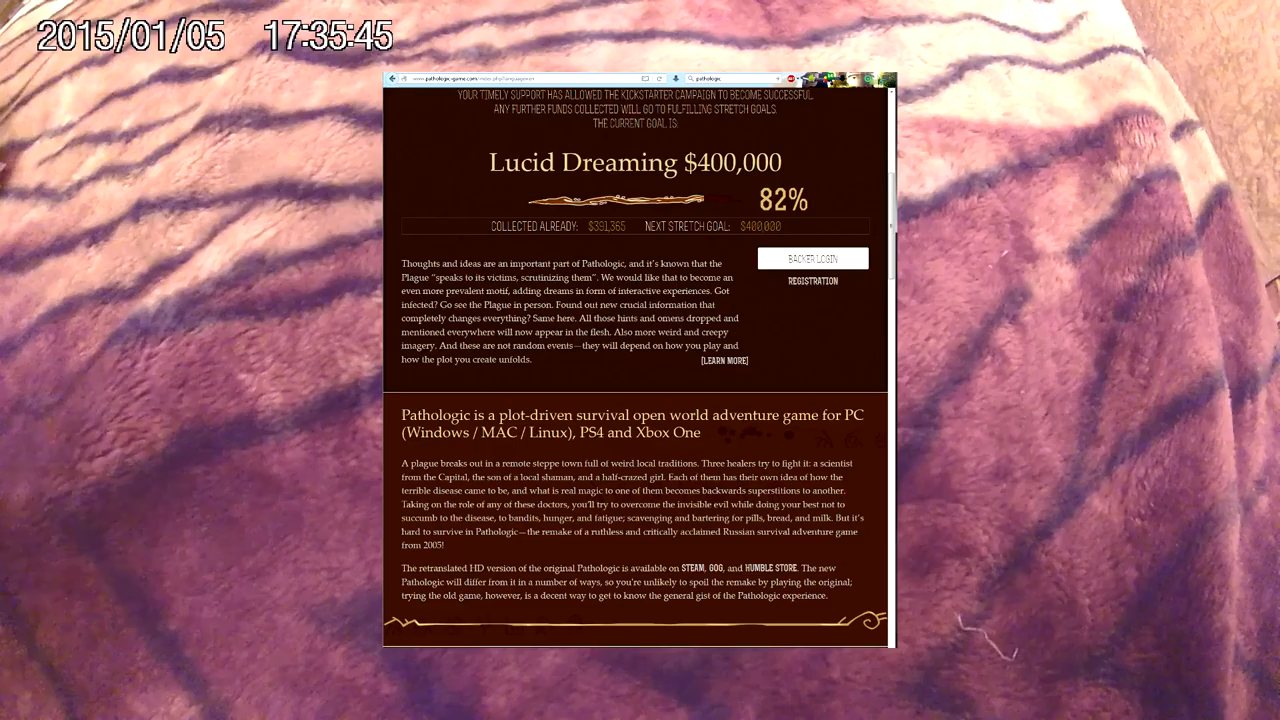 2015/01/05 17:35:45
www.pathologic-game.com/index.php?language=en
pathologic
YOUR TIMELY SUPPORT HAS ALLOWED THE KICKSTARTER CAMPAIGN TO BECOME SUCCESSFUL.
ANY FURTHER FUNDS COLLECTED WILL GO TO FULFILLING STRETCH GOALS.
THE CURRENT GOAL IS:
Lucid Dreaming $400,000
82%
COLLECTED ALREADY: $391,365 NEXT STRETCH GOAL: $400,000
BACKER LOGIN
REGISTRATION
Thoughts and ideas are an important part of Pathologic, and it's known that the
Plague "speaks to its victims, scrutinizing them". We would like that to become an
even more prevalent motif, adding dreams in form of interactive experiences. Got
infected? Go see the Plague in person. Found out new crucial information that
completely changes everything? Same here. All those hints and omens dropped and
mentioned everywhere will now appear in the flesh. Also more weird and creepy
imagery. And these are not random events—they will depend on how you play and
how the plot you create unfolds.
[LEARN MORE]
Pathologic is a plot-driven survival open world adventure game for PC
(Windows / MAC / Linux), PS4 and Xbox One
A plague breaks out in a remote steppe town full of weird local traditions. Three healers try to fight it: a scientist
from the Capital, the son of a local shaman, and a half-crazed girl. Each of them has their own idea of how the
terrible disease came to be, and what is real magic to one of them becomes backwards superstitions to another.
Taking on the role of any of these doctors, you'll try to overcome the invisible evil while doing your best not to
succumb to the disease, to bandits, hunger, and fatigue; scavenging and bartering for pills, bread, and milk. But it's
hard to survive in Pathologic—the remake of a ruthless and critically acclaimed Russian survival adventure game
from 2005!
The retranslated HD version of the original Pathologic is available on STEAM, GOG, and HUMBLE STORE. The new
Pathologic will differ from it in a number of ways, so you're unlikely to spoil the remake by playing the original;
trying the old game, however, is a decent way to get to know the general gist of the Pathologic experience.